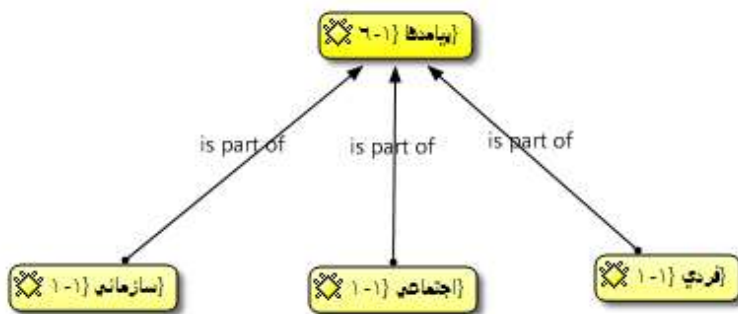 پیامدها {۱-۶}
is part of
is part of
is part of
سازمانی {۱-۱}
اجتماعی {۱-۱}
فردي {۱-۱}